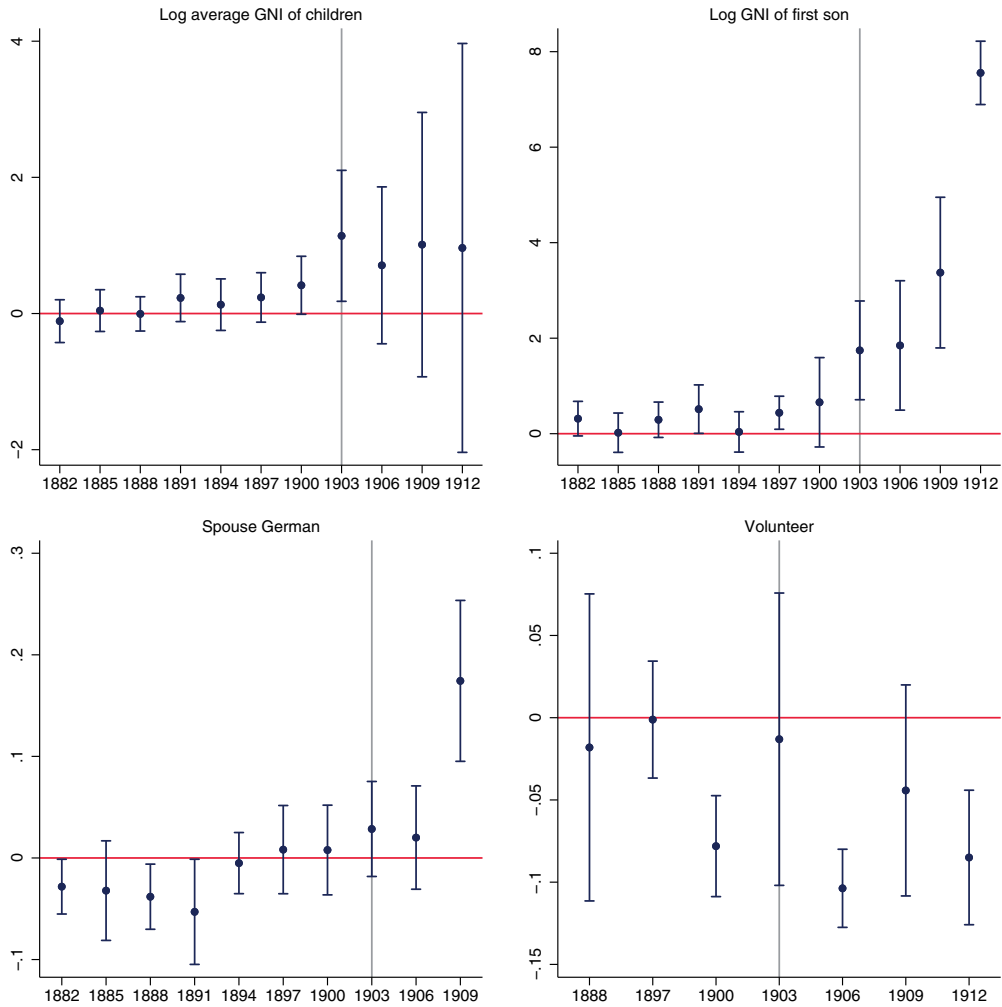 Log average GNI of children
4
2
0
−2
1882 1885 1888 1891 1894 1897 1900 1903 1906 1909 1912
Log GNI of first son
8
6
4
2
0
1882 1885 1888 1891 1894 1897 1900 1903 1906 1909 1912
Spouse German
.3
.2
.1
0
−.1
1882 1885 1888 1891 1894 1897 1900 1903 1906 1909
Volunteer
.1
.05
0
−.05
−.1
−.15
1888 1897 1900 1903 1906 1909 1912